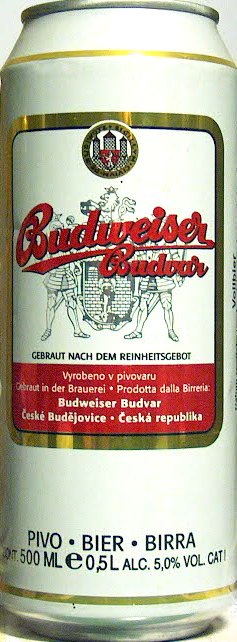 Budweiser
Budvar
GEBRAUT NACH DEM REINHEITSGEBOT
Vyrobeno v pivovaru
Gebraut in der Brauerei • Prodotta dalla Birreria:
Budweiser Budvar
České Budějovice • Česká republika
PIVO • BIER • BIRRA
CONT. 500 ML e 0,5L ALC. 5,0% VOL. CAT I
Vollbier